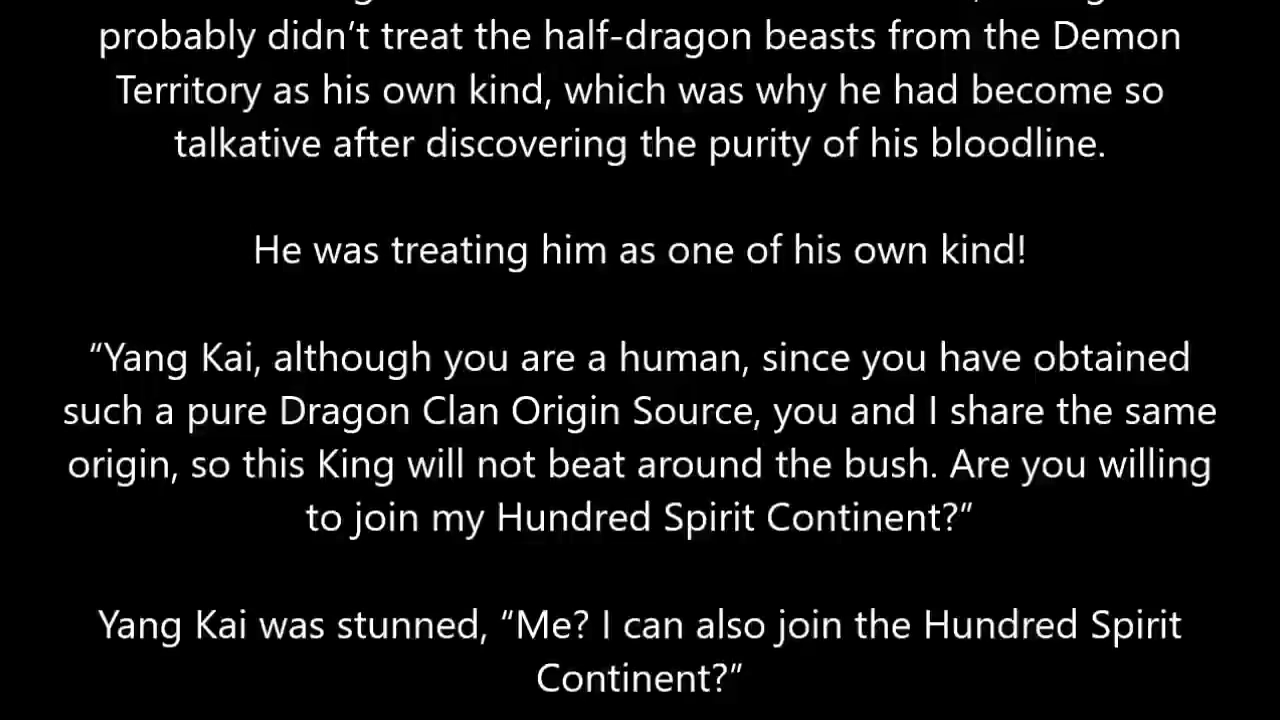 probably didn’t treat the half-dragon beasts from the Demon
Territory as his own kind, which was why he had become so
talkative after discovering the purity of his bloodline.
He was treating him as one of his own kind!
“Yang Kai, although you are a human, since you have obtained
such a pure Dragon Clan Origin Source, you and I share the same
origin, so this King will not beat around the bush. Are you willing
to join my Hundred Spirit Continent?”
Yang Kai was stunned, “Me? I can also join the Hundred Spirit
Continent?”